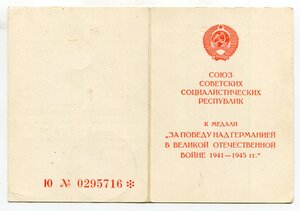 Ю № 0295716 ✻
СОЮЗ
СОВЕТСКИХ
СОЦИАЛИСТИЧЕСКИХ
РЕСПУБЛИК
К МЕДАЛИ
„ЗА ПОБЕДУ НАД ГЕРМАНИЕЙ
В ВЕЛИКОЙ ОТЕЧЕСТВЕННОЙ
ВОЙНЕ 1941—1945 гг.“